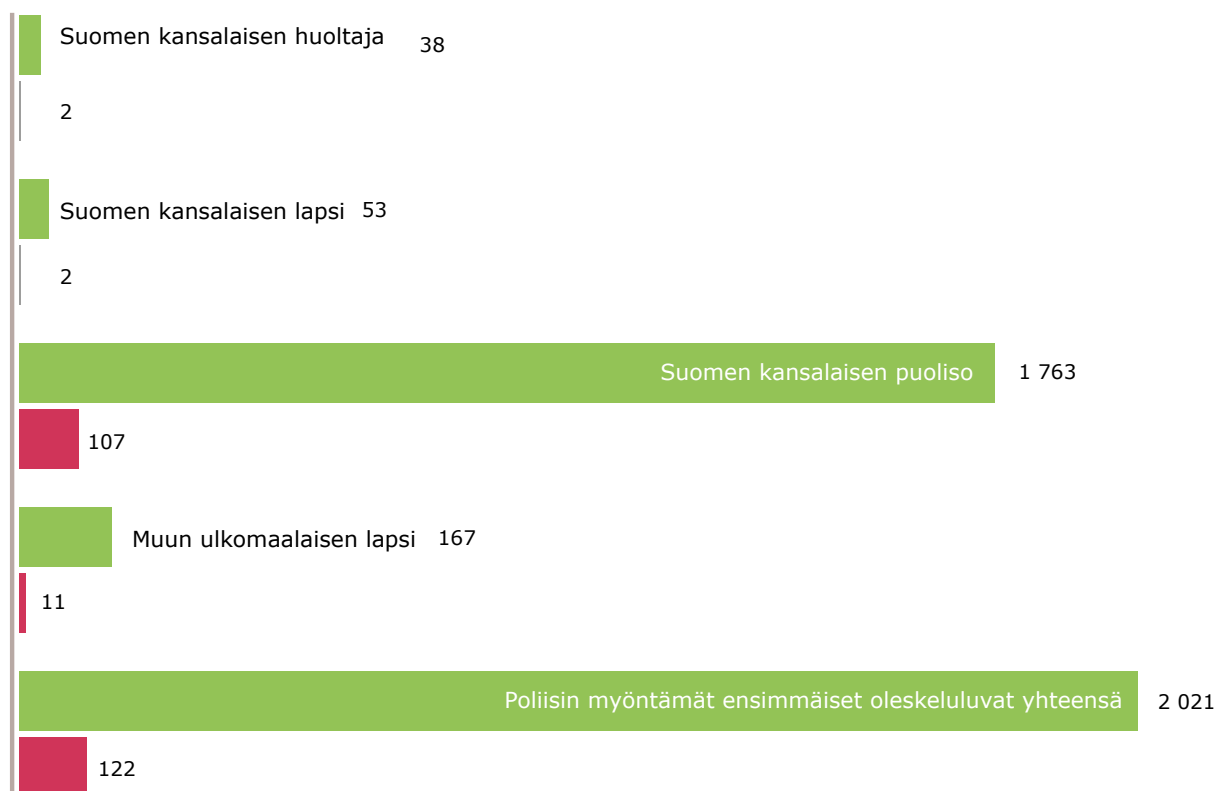 Suomen kansalaisen huoltaja 38
2
Suomen kansalaisen lapsi 53
2
Suomen kansalaisen puoliso 1 763
107
Muun ulkomaalaisen lapsi 167
11
Poliisin myöntämät ensimmäiset oleskeluluvat yhteensä 2 021
122